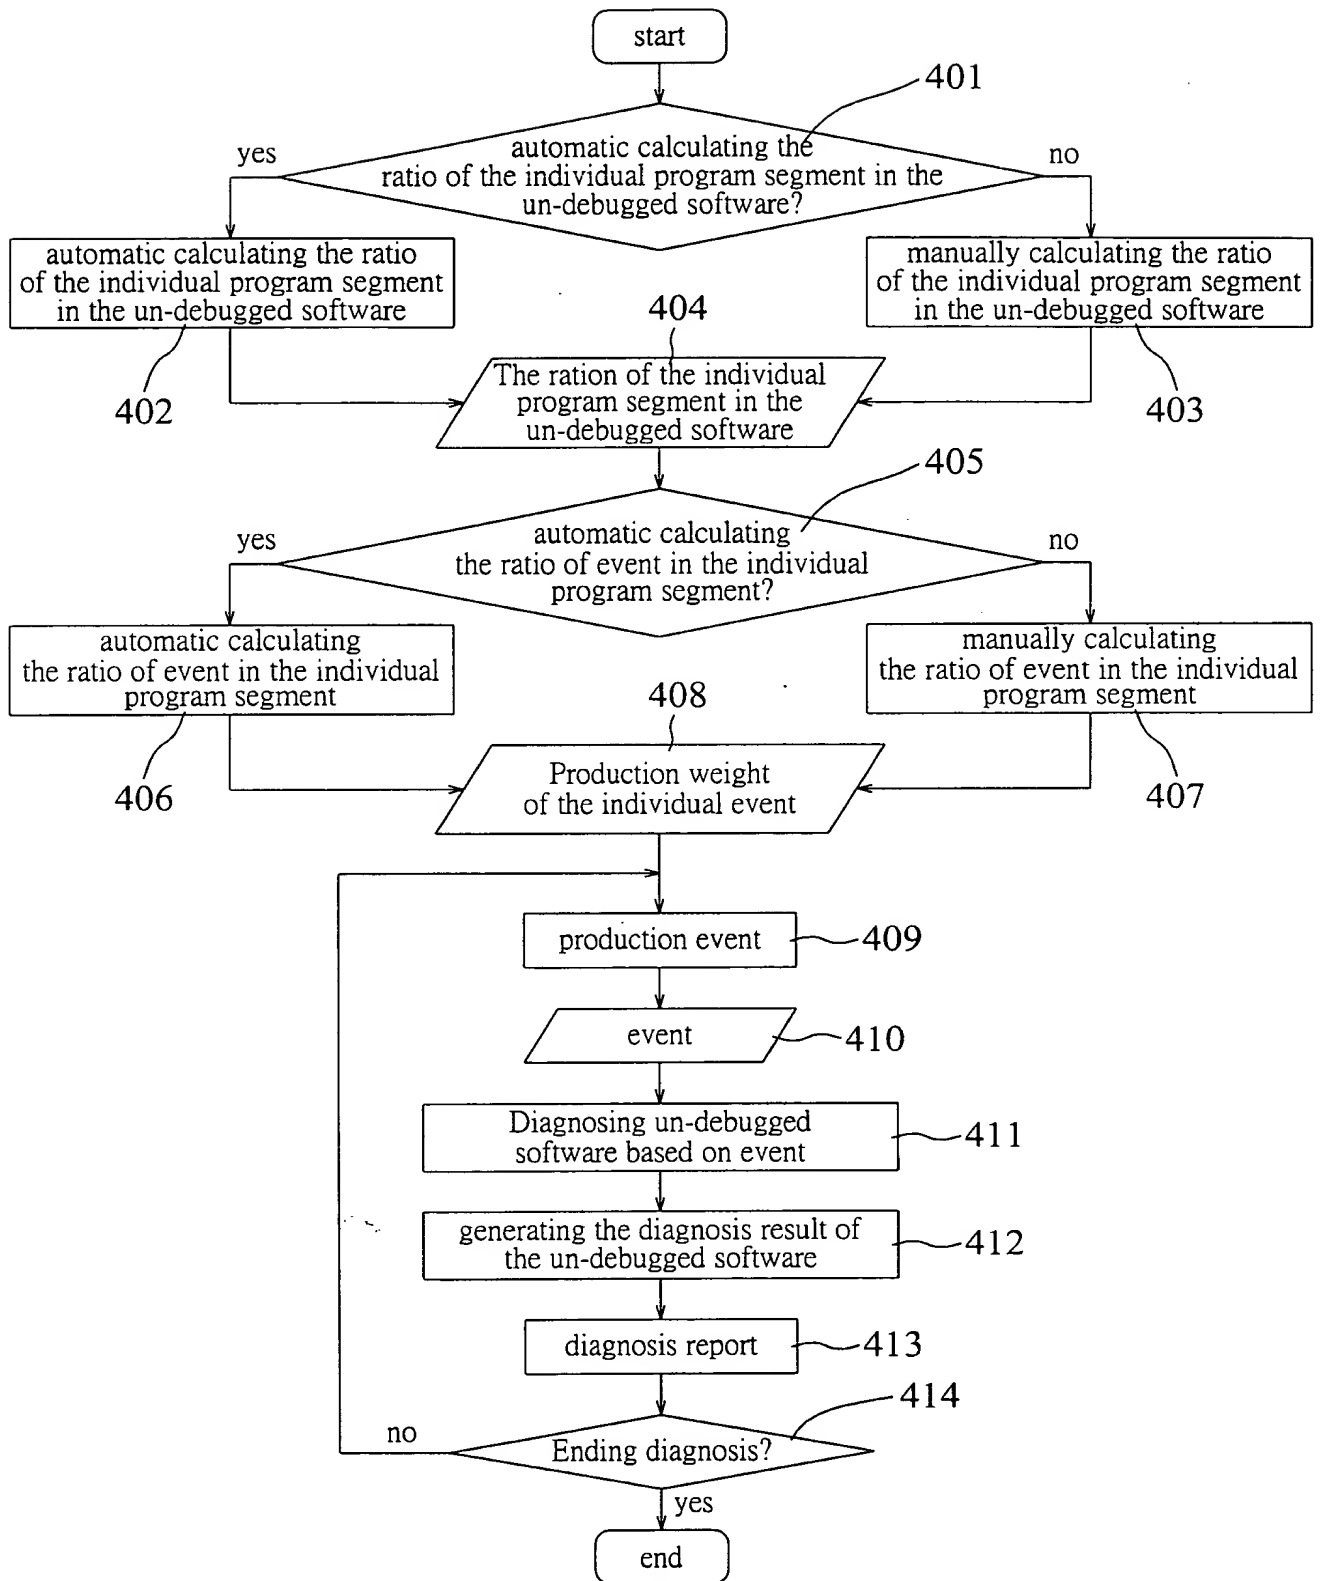 start
401
yes
no
automatic calculating the
ratio of the individual program segment in the
un-debugged software?
automatic calculating the ratio
of the individual program segment
in the un-debugged software
manually calculating the ratio
of the individual program segment
in the un-debugged software
404
402
403
The ration of the individual
program segment in the
un-debugged software
405
yes
no
automatic calculating
the ratio of event in the individual
program segment?
automatic calculating
the ratio of event in the individual
program segment
manually calculating
the ratio of event in the individual
program segment
408
406
407
Production weight
of the individual event
production event
409
event
410
Diagnosing un-debugged
software based on event
411
generating the diagnosis result of
the un-debugged software
412
diagnosis report
413
414
no
Ending diagnosis?
yes
end